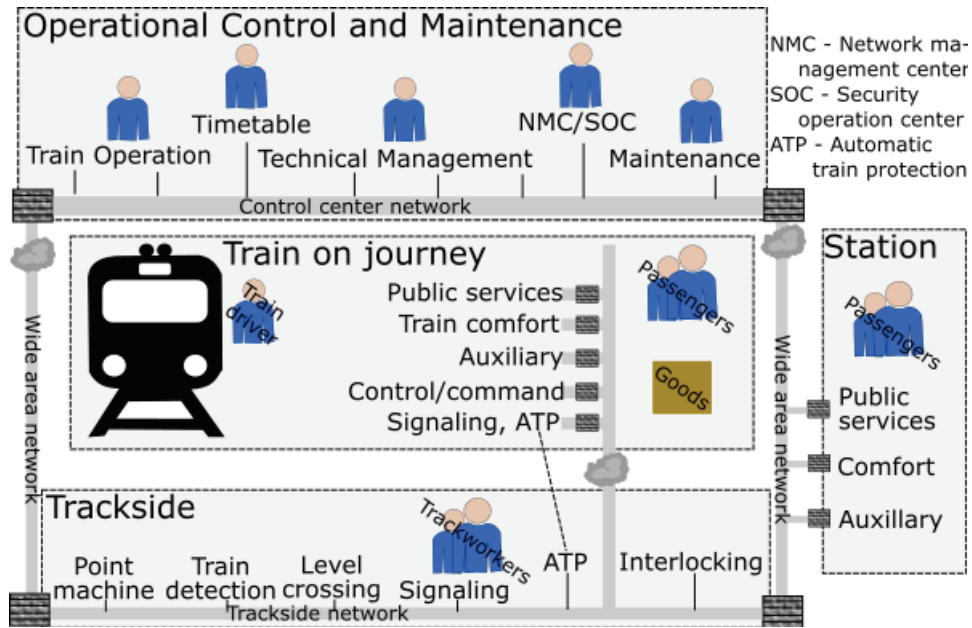 Operational Control and Maintenance
NMC - Network ma-
nagement center
SOC - Security
operation center
ATP - Automatic
train protection
Timetable
NMC/SOC
Train Operation
Technical Management
Maintenance
Control center network
Train on journey
Train
driver
Public services
Train comfort
Auxiliary
Control/command
Signaling, ATP
Passengers
Goods
Station
Passengers
Public
services
Comfort
Auxillary
Wide area network
Wide area network
Trackside
Trackworkers
Point
machine
Train
detection
Level
crossing
Signaling
ATP
Interlocking
Trackside network